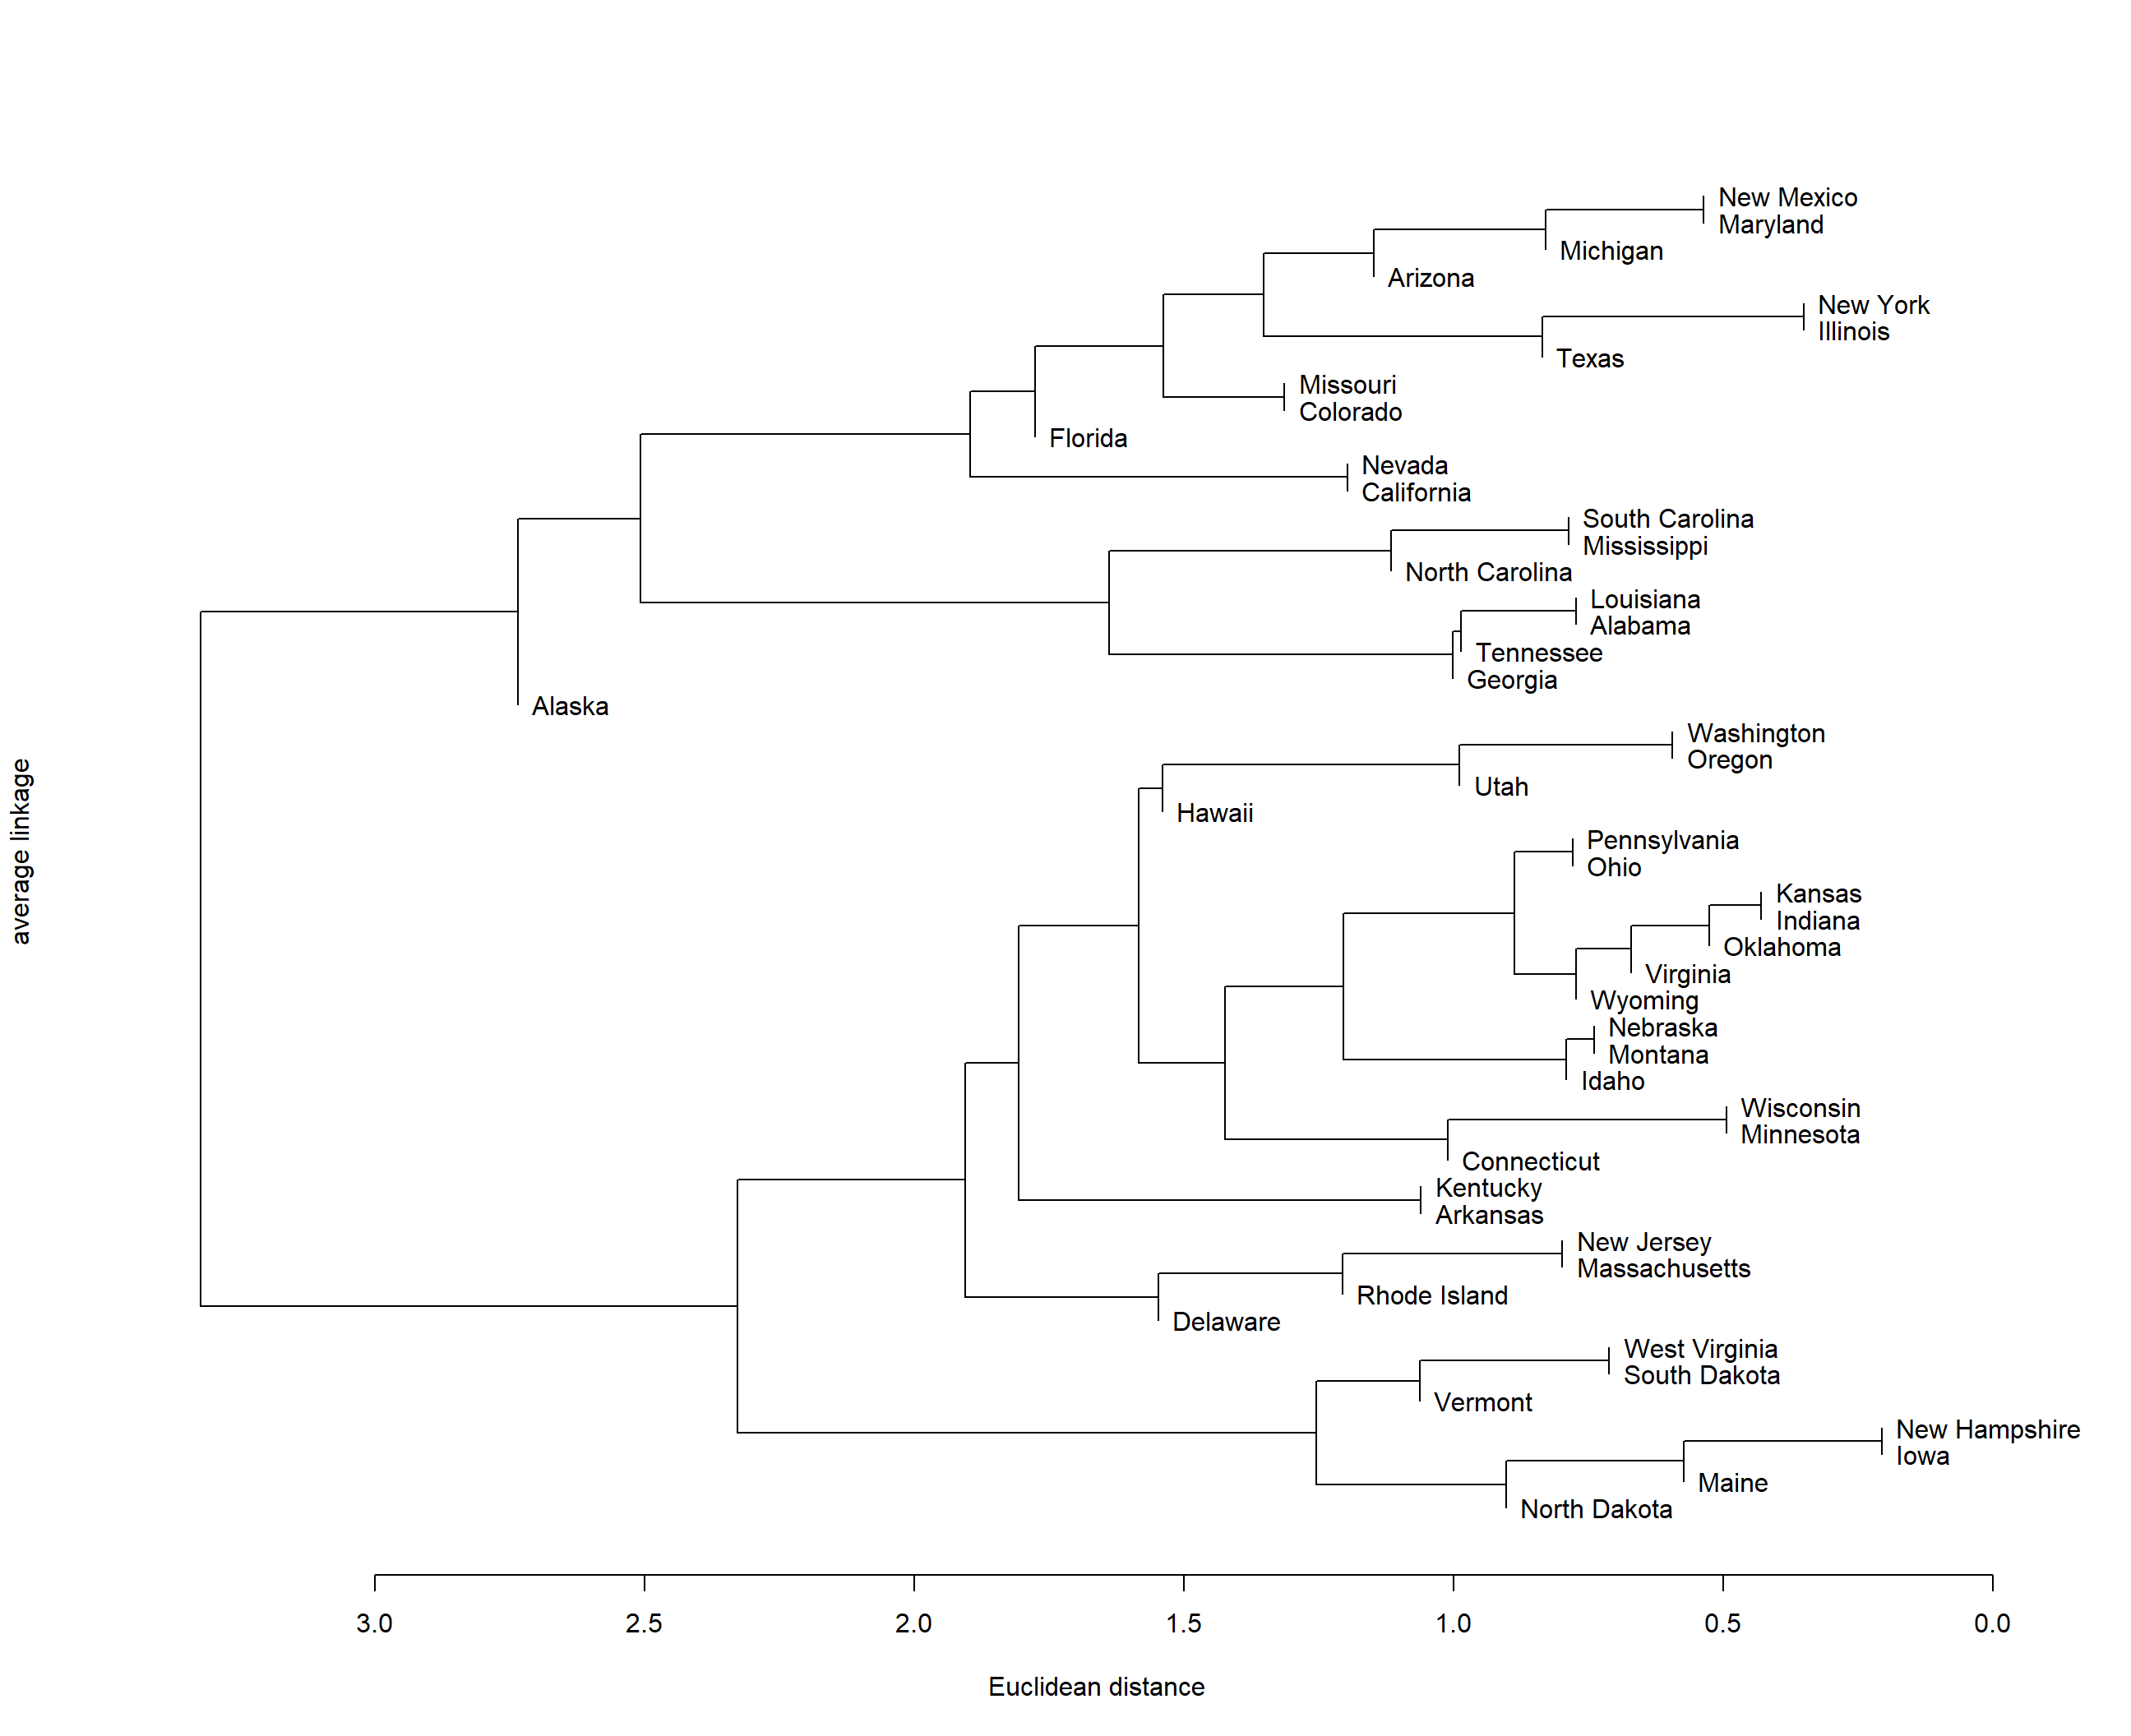 New Mexico
Maryland
Michigan
Arizona
New York
Illinois
Texas
Missouri
Colorado
Florida
Nevada
California
South Carolina
Mississippi
North Carolina
Louisiana
Alabama
Tennessee
Georgia
Alaska
Washington
Oregon
Utah
Hawaii
Pennsylvania
Ohio
Kansas
Indiana
Oklahoma
Virginia
Wyoming
Nebraska
Montana
Idaho
Wisconsin
Minnesota
Connecticut
Kentucky
Arkansas
New Jersey
Massachusetts
Rhode Island
Delaware
West Virginia
South Dakota
Vermont
New Hampshire
Iowa
Maine
North Dakota
average linkage
3.0 2.5 2.0 1.5 1.0 0.5 0.0
Euclidean distance